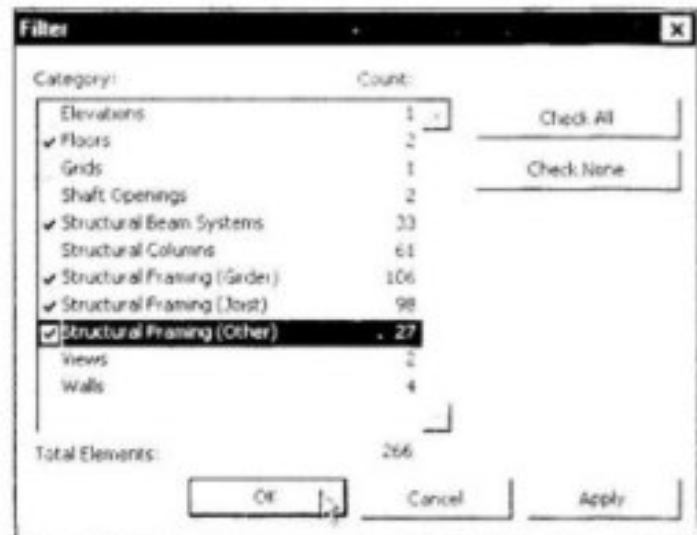 Filter
Category: Count:
Elevations 1
Floors 2
Grids 1
Shaft Openings 2
Structural Beam Systems 33
Structural Columns 61
Structural Framing (Girder) 106
Structural Framing (Joist) 98
Structural Framing (Other) 27
Views 2
Walls 4
Total Elements: 266
Check All
Check None
OK Cancel Apply